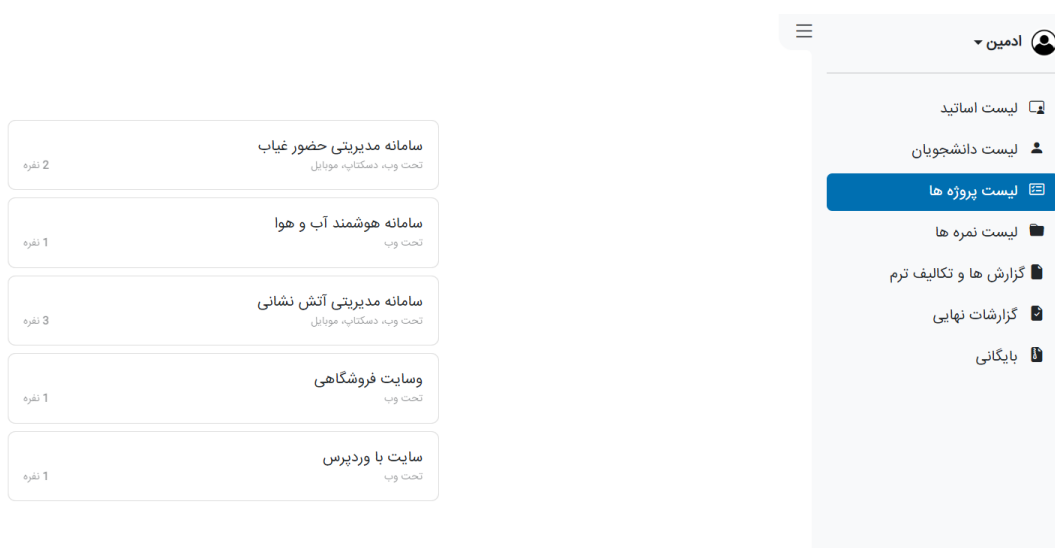 ادمین
لیست اساتید
لیست دانشجویان
لیست پروژه ها
لیست نمره ها
گزارش ها و تکالیف ترم
گزارشات نهایی
بایگانی
سامانه مدیریتی حضور غیاب
تحت وب، دسکتاپ، موبایل
2 نفره
سامانه هوشمند آب و هوا
تحت وب
1 نفره
سامانه مدیریتی آتش نشانی
تحت وب، دسکتاپ، موبایل
3 نفره
وسایت فروشگاهی
تحت وب
1 نفره
سایت با وردپرس
تحت وب
1 نفره